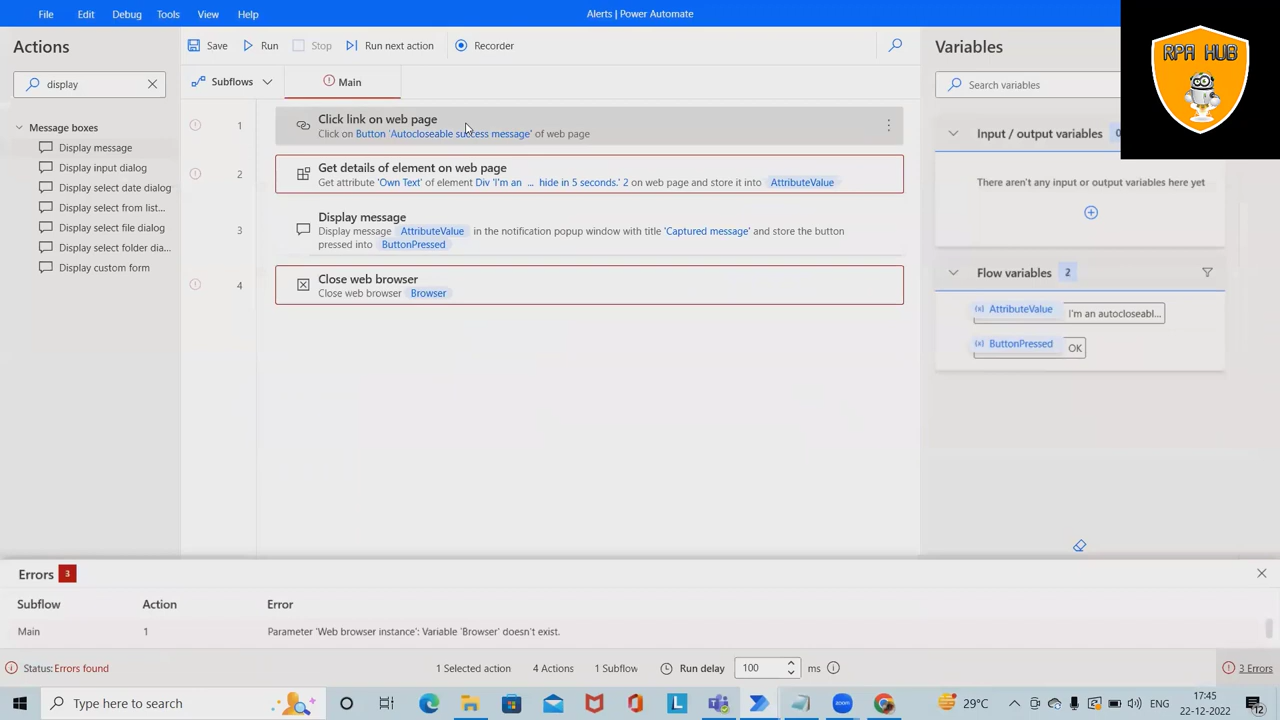 File Edit Debug Tools View Help
Alerts | Power Automate
RPA HUB
Actions
Save Run Stop Run next action Recorder
Variables
display
Subflows Main
Search variables
Message boxes
Display message
Display input dialog
Display select date dialog
Display select from list...
Display select file dialog
Display select folder dia...
Display custom form
1 Click link on web page
Click on Button 'Autocloseable success message' of web page
2 Get details of element on web page
Get attribute 'Own Text' of element Div 'I'm an ... hide in 5 seconds.' 2 on web page and store it into AttributeValue
Display message
3 Display message AttributeValue in the notification popup window with title 'Captured message' and store the button
pressed into ButtonPressed
4 Close web browser
Close web browser Browser
Input / output variables 0
There aren't any input or output variables here yet
Flow variables 2
(x) AttributeValue I'm an autocloseabl...
(x) ButtonPressed OK
Errors 3
Subflow Action Error
Main 1 Parameter 'Web browser instance': Variable 'Browser' doesn't exist.
Status: Errors found 1 Selected action 4 Actions 1 Subflow Run delay 100 ms 3 Errors
Type here to search
29°C ENG 17:45
22-12-2022 12